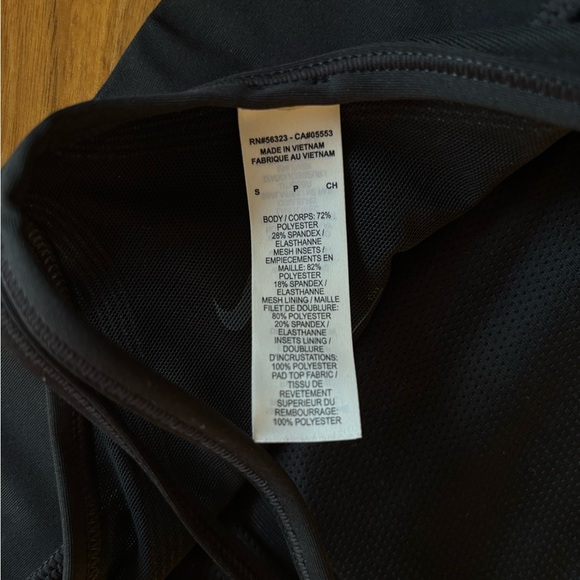 RN#56323 - CA#05553
MADE IN VIETNAM
FABRIQUE AU VIETNAM
S P CH
BODY / CORPS: 72%
POLYESTER
28% SPANDEX /
ELASTHANNE
MESH INSETS /
EMPIECEMENTS EN
MAILLE: 82%
POLYESTER
18% SPANDEX /
ELASTHANNE
MESH LINING / MAILLE
FILET DE DOUBLURE:
80% POLYESTER
20% SPANDEX /
ELASTHANNE
INSETS LINING /
DOUBLURE
D'INCRUSTATIONS:
100% POLYESTER
PAD TOP FABRIC /
TISSU DE
REVETEMENT
SUPERIEUR DU
REMBOURRAGE:
100% POLYESTER